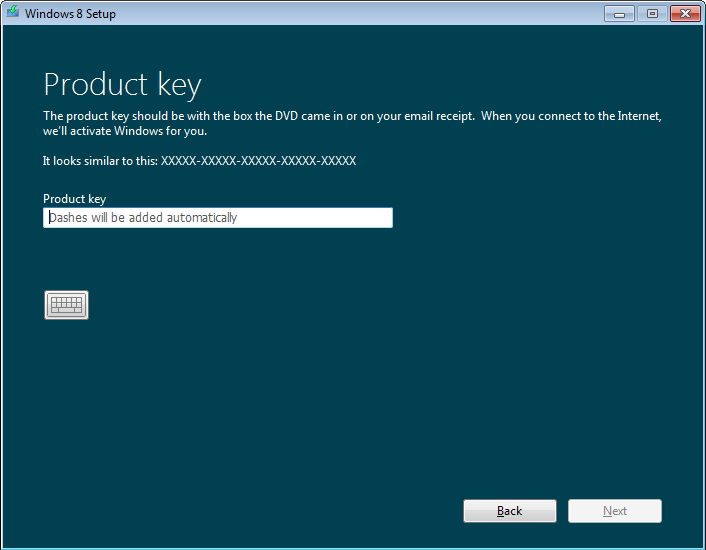 Windows 8 Setup
Product key
The product key should be with the box the DVD came in or on your email receipt.  When you connect to the Internet,
we'll activate Windows for you.
It looks similar to this: XXXXX-XXXXX-XXXXX-XXXXX-XXXXX
Product key
Dashes will be added automatically
Back
Next